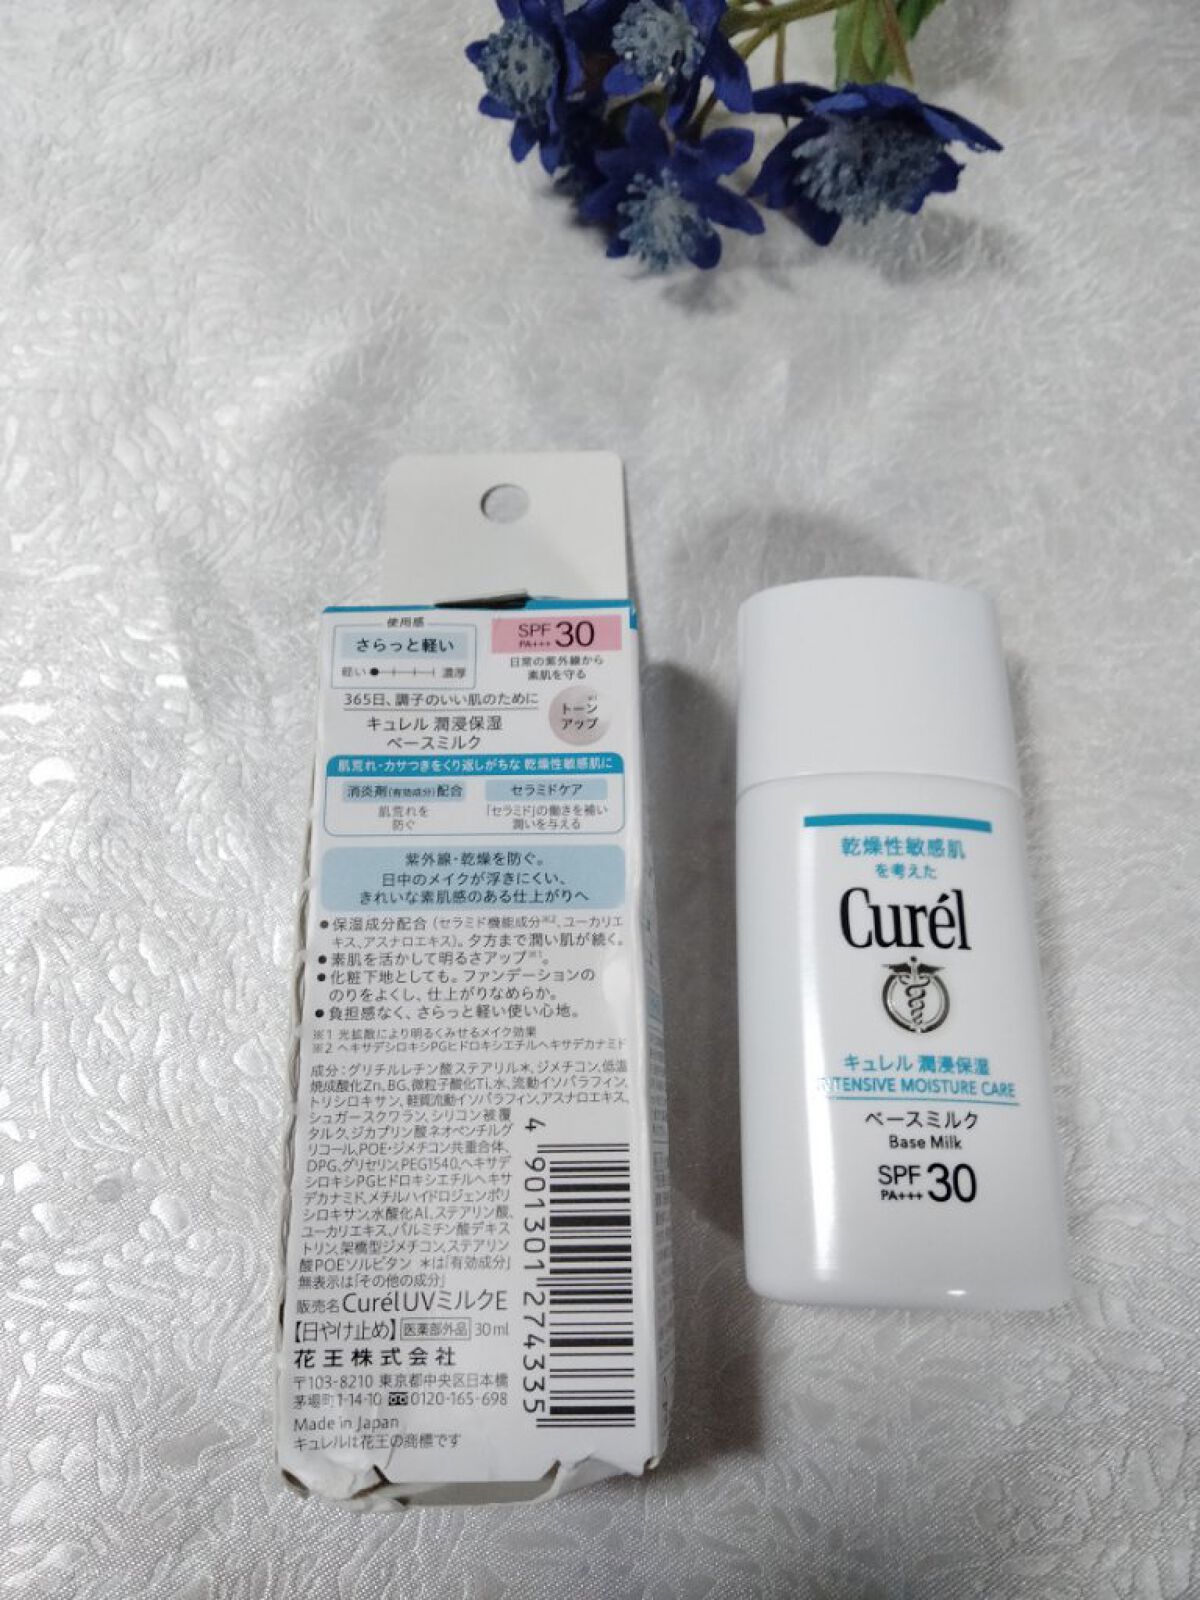 使用感
さらっと軽い
軽い 濃厚
SPF 30
PA+++
日常の紫外線から
素肌を守る
365日、調子のいい肌のために
キュレル 潤浸保湿
ベースミルク
※1
トーン
アップ
肌荒れ・カサつきをくり返しがちな 乾燥性敏感肌に
消炎剤(有効成分)配合
肌荒れを
防ぐ
セラミドケア
「セラミド」の働きを補い
潤いを与える
紫外線・乾燥を防ぐ。
日中のメイクが浮きにくい、
きれいな素肌感のある仕上がりへ
●保湿成分配合(セラミド機能成分※2、ユーカリエ
キス、アスナロエキス)。夕方まで潤い肌が続く。
●素肌を活かして明るさアップ※1。
●化粧下地としても。ファンデーションの
のりをよくし、仕上がりなめらか。
●負担感なく、さらっと軽い使い心地。
※1 光拡散により明るくみせるメイク効果
※2 ヘキサデシロキシPGヒドロキシエチルヘキサデカナミド
成分:グリチルレチン酸ステアリル*、ジメチコン、低温
焼成酸化Zn、BG、微粒子酸化Ti、水、流動イソパラフィン、
トリシロキサン、軽質流動イソパラフィン、アスナロエキス、
シュガースクワラン、シリコン被覆
タルク、ジカプリン酸ネオペンチルグ
リコール、POE・ジメチコン共重合体、
DPG、グリセリン、PEG1540、ヘキサデ
シロキシPGヒドロキシエチルヘキサ
デカナミド、メチルハイドロジェンポリ
シロキサン、水酸化Al、ステアリン酸、
ユーカリエキス、パルミチン酸デキス
トリン、架橋型ジメチコン、ステアリン
酸POEソルビタン *は「有効成分」
無表示は「その他の成分」
販売名 Curél UVミルクE
【日やけ止め】 医薬部外品 30ml
花王株式会社
〒103-8210 東京都中央区日本橋
茅場町1-14-10 0120-165-698
Made in Japan
キュレルは花王の商標です
4 901301 274335
乾燥性敏感肌
を考えた
Curél
キュレル 潤浸保湿
INTENSIVE MOISTURE CARE
ベースミルク
Base Milk
SPF 30
PA+++